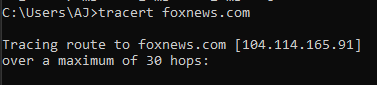 C:\Users\AJ>tracert foxnews.com
Tracing route to foxnews.com [104.114.165.91]
over a maximum of 30 hops: